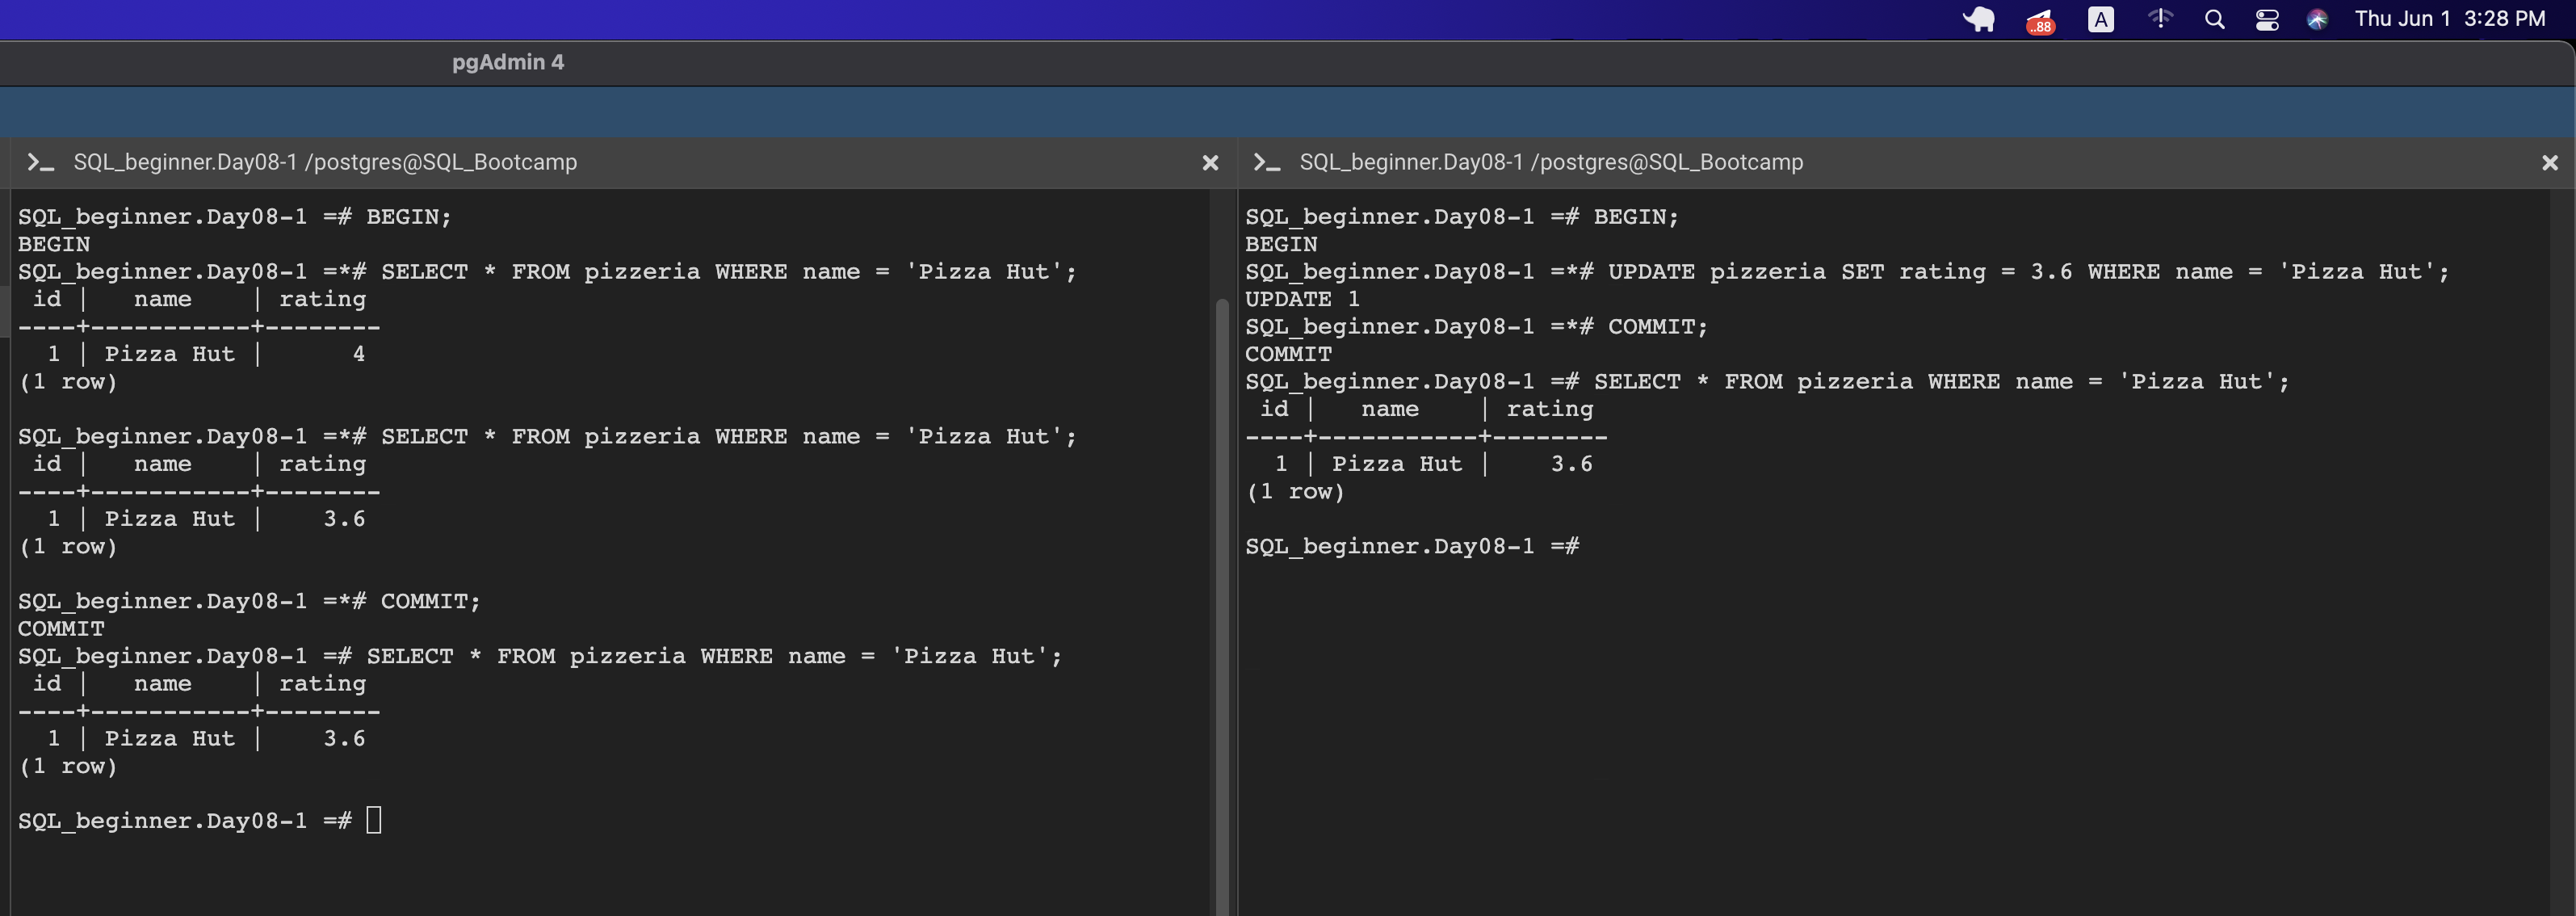 ..88 A Thu Jun 1 3:28 PM
pgAdmin 4
SQL_beginner.Day08-1 /postgres@SQL_Bootcamp
SQL_beginner.Day08-1 =# BEGIN;
BEGIN
SQL_beginner.Day08-1 =*# SELECT * FROM pizzeria WHERE name = 'Pizza Hut';
 id |   name    | rating
----+-----------+--------
  1 | Pizza Hut |      4
(1 row)
SQL_beginner.Day08-1 =*# SELECT * FROM pizzeria WHERE name = 'Pizza Hut';
 id |   name    | rating
----+-----------+--------
  1 | Pizza Hut |    3.6
(1 row)
SQL_beginner.Day08-1 =*# COMMIT;
COMMIT
SQL_beginner.Day08-1 =# SELECT * FROM pizzeria WHERE name = 'Pizza Hut';
 id |   name    | rating
----+-----------+--------
  1 | Pizza Hut |    3.6
(1 row)
SQL_beginner.Day08-1 =#
SQL_beginner.Day08-1 /postgres@SQL_Bootcamp
SQL_beginner.Day08-1 =# BEGIN;
BEGIN
SQL_beginner.Day08-1 =*# UPDATE pizzeria SET rating = 3.6 WHERE name = 'Pizza Hut';
UPDATE 1
SQL_beginner.Day08-1 =*# COMMIT;
COMMIT
SQL_beginner.Day08-1 =# SELECT * FROM pizzeria WHERE name = 'Pizza Hut';
 id |   name    | rating
----+-----------+--------
  1 | Pizza Hut |    3.6
(1 row)
SQL_beginner.Day08-1 =#